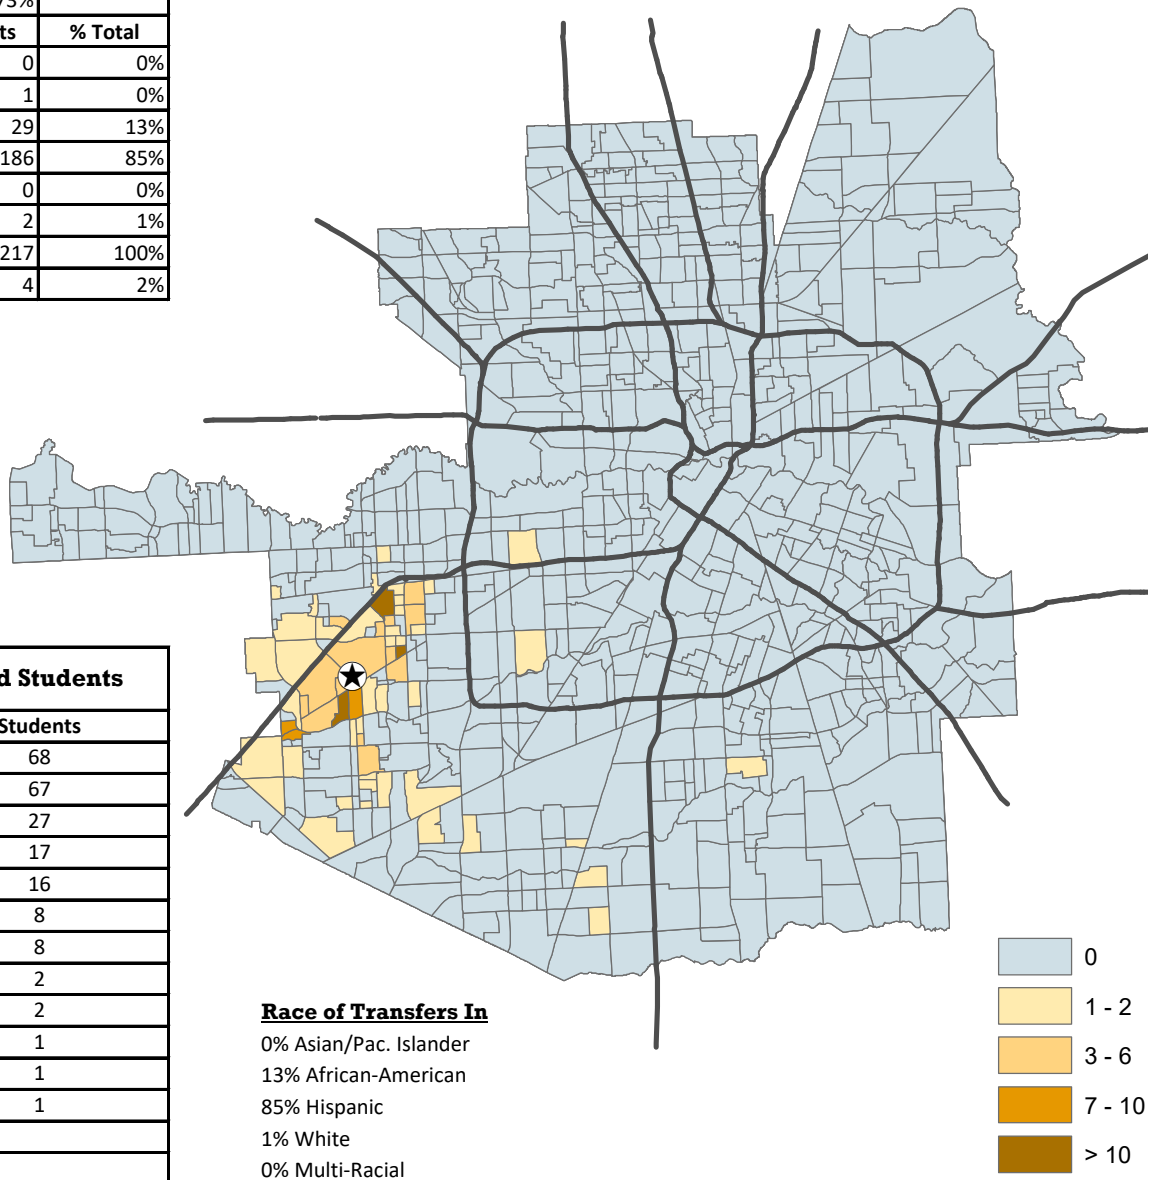 ts % Total
0 0%
1 0%
29 13%
186 85%
0 0%
2 1%
217 100%
4 2%
d Students
Students
68
67
27
17
16
8
8
2
2
1
1
1
Race of Transfers In
0% Asian/Pac. Islander
13% African-American
85% Hispanic
1% White
0% Multi-Racial
0
1 - 2
3 - 6
7 - 10
> 10